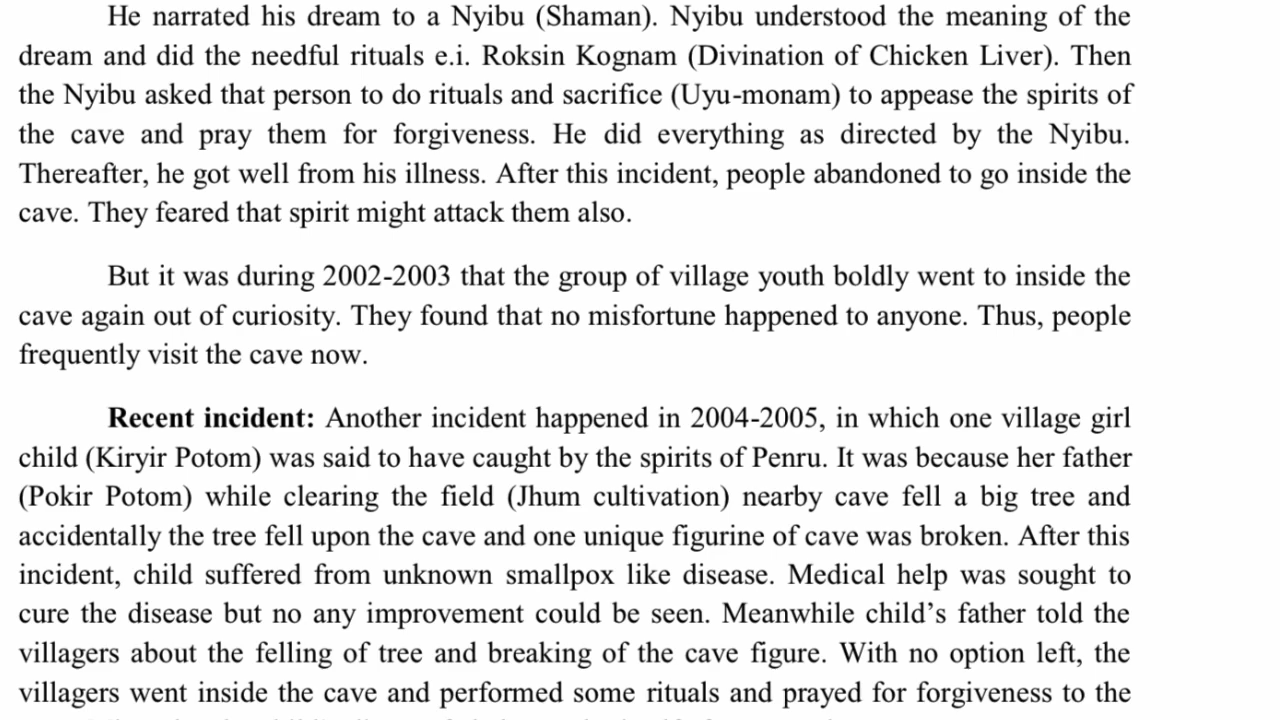 He narrated his dream to a Nyibu (Shaman). Nyibu understood the meaning of the
dream and did the needful rituals e.i. Roksin Kognam (Divination of Chicken Liver). Then
the Nyibu asked that person to do rituals and sacrifice (Uyu-monam) to appease the spirits of
the cave and pray them for forgiveness. He did everything as directed by the Nyibu.
Thereafter, he got well from his illness. After this incident, people abandoned to go inside the
cave. They feared that spirit might attack them also.
But it was during 2002-2003 that the group of village youth boldly went to inside the
cave again out of curiosity. They found that no misfortune happened to anyone. Thus, people
frequently visit the cave now.
Recent incident: Another incident happened in 2004-2005, in which one village girl
child (Kiryir Potom) was said to have caught by the spirits of Penru. It was because her father
(Pokir Potom) while clearing the field (Jhum cultivation) nearby cave fell a big tree and
accidentally the tree fell upon the cave and one unique figurine of cave was broken. After this
incident, child suffered from unknown smallpox like disease. Medical help was sought to
cure the disease but no any improvement could be seen. Meanwhile child’s father told the
villagers about the felling of tree and breaking of the cave figure. With no option left, the
villagers went inside the cave and performed some rituals and prayed for forgiveness to the